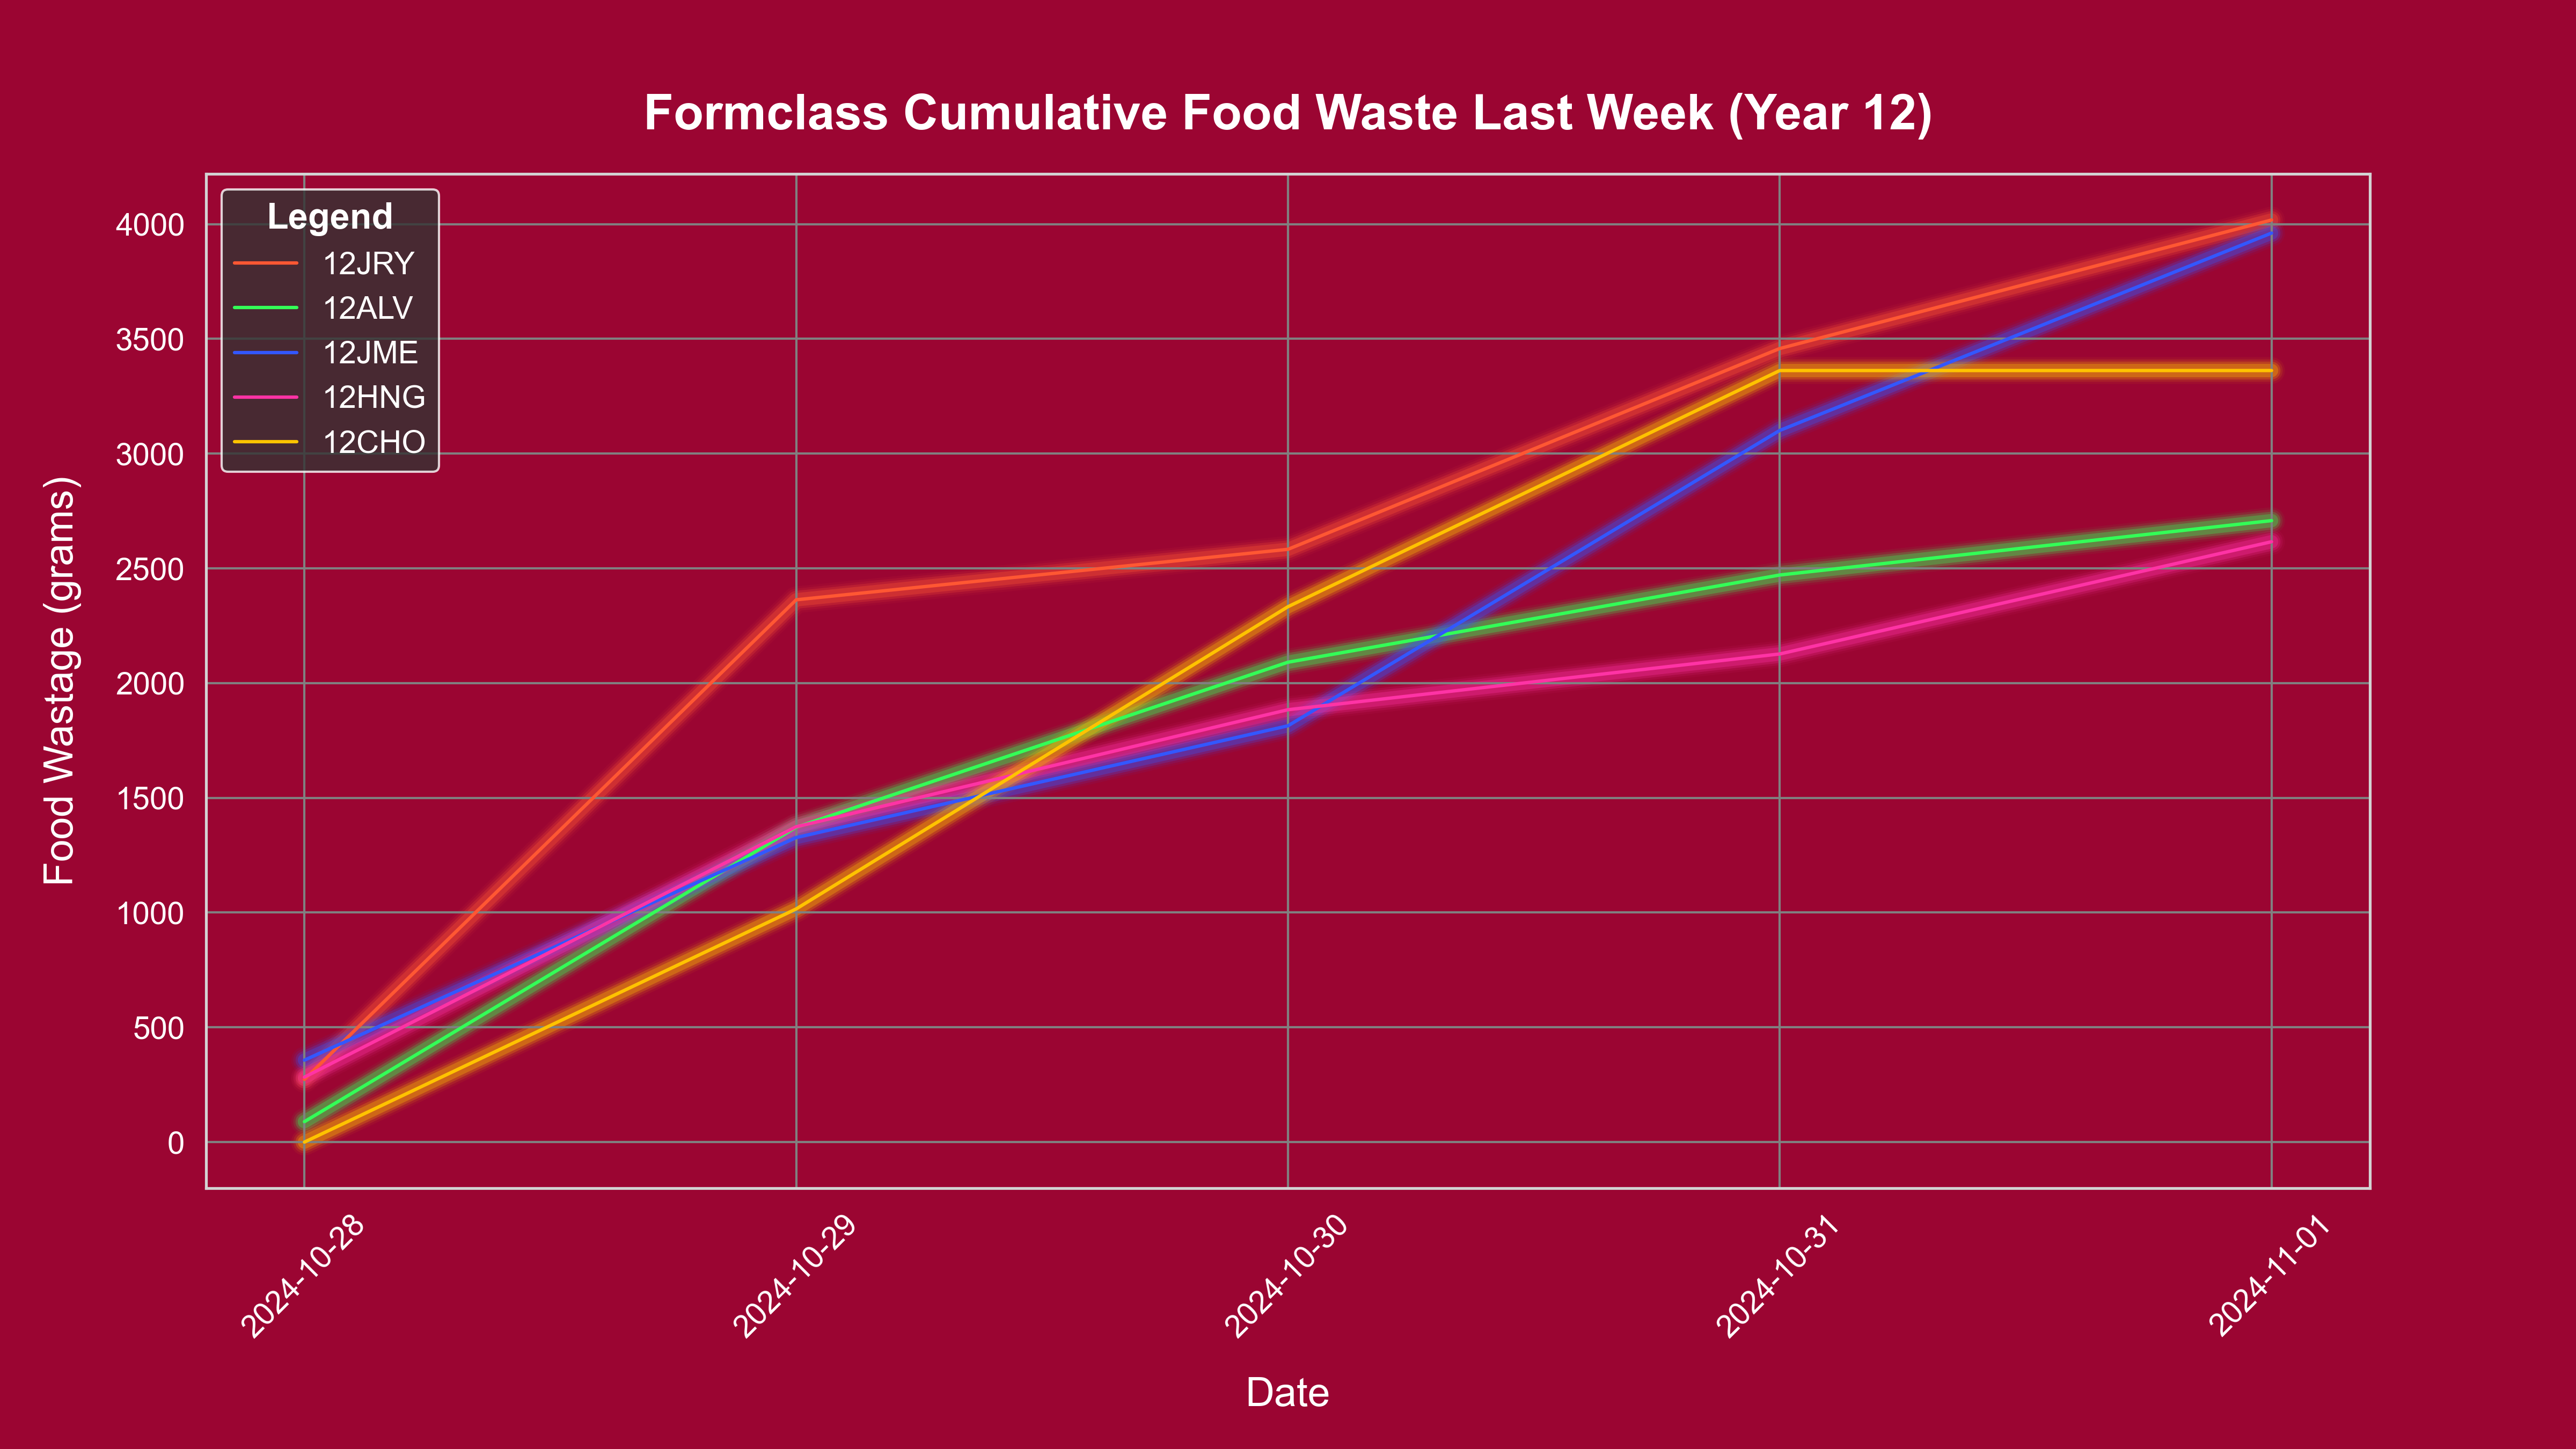 Formclass Cumulative Food Waste Last Week (Year 12)
Legend
12JRY
12ALV
12JME
12HNG
12CHO
Food Wastage (grams)
4000
3500
3000
2500
2000
1500
1000
500
0
2024-10-28
2024-10-29
2024-10-30
2024-10-31
2024-11-01
Date